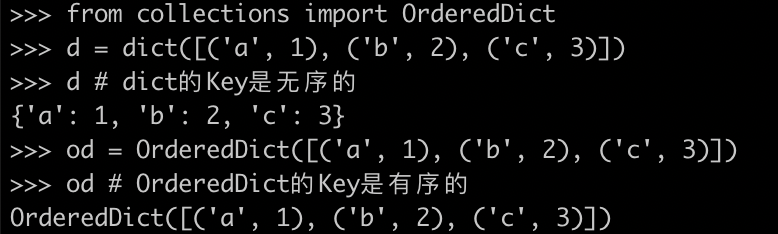 >>> from collections import OrderedDict
>>> d = dict([('a', 1), ('b', 2), ('c', 3)])
>>> d # dict的Key是无序的
{'a': 1, 'b': 2, 'c': 3}
>>> od = OrderedDict([('a', 1), ('b', 2), ('c', 3)])
>>> od # OrderedDict的Key是有序的
OrderedDict([('a', 1), ('b', 2), ('c', 3)])